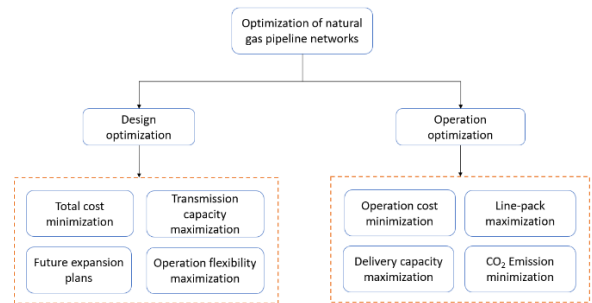 Optimization of natural
gas pipeline networks
Design
optimization
Operation
optimization
Total cost
minimization
Transmission
capacity
maximization
Future expansion
plans
Operation flexibility
maximization
Operation cost
minimization
Line-pack
maximization
Delivery capacity
maximization
CO₂ Emission
minimization